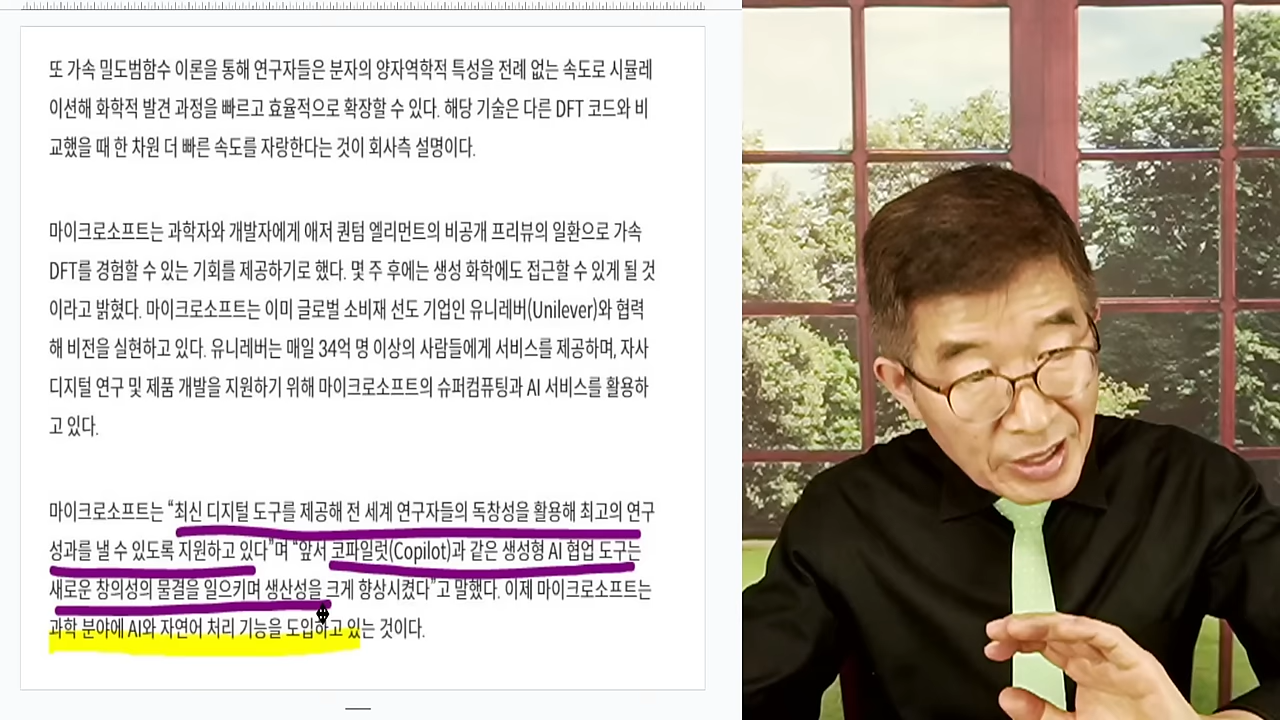 또 가속 밀도범함수 이론을 통해 연구자들은 분자의 양자역학적 특성을 전례 없는 속도로 시뮬레
이션해 화학적 발견 과정을 빠르고 효율적으로 확장할 수 있다. 해당 기술은 다른 DFT 코드와 비
교했을 때 한 차원 더 빠른 속도를 자랑한다는 것이 회사측 설명이다.
마이크로소프트는 과학자와 개발자에게 애저 퀀텀 엘리먼트의 비공개 프리뷰의 일환으로 가속
DFT를 경험할 수 있는 기회를 제공하기로 했다. 몇 주 후에는 생성 화학에도 접근할 수 있게 될 것
이라고 밝혔다. 마이크로소프트는 이미 글로벌 소비재 선도 기업인 유니레버(Unilever)와 협력
해 비전을 실현하고 있다. 유니레버는 매일 34억 명 이상의 사람들에게 서비스를 제공하며, 자사
디지털 연구 및 제품 개발을 지원하기 위해 마이크로소프트의 슈퍼컴퓨팅과 AI 서비스를 활용하
고 있다.
마이크로소프트는 “최신 디지털 도구를 제공해 전 세계 연구자들의 독창성을 활용해 최고의 연구
성과를 낼 수 있도록 지원하고 있다”며 “앞서 코파일럿(Copilot)과 같은 생성형 AI 협업 도구는
새로운 창의성의 물결을 일으키며 생산성을 크게 향상시켰다”고 말했다. 이제 마이크로소프트는
과학 분야에 AI와 자연어 처리 기능을 도입하고 있는 것이다.